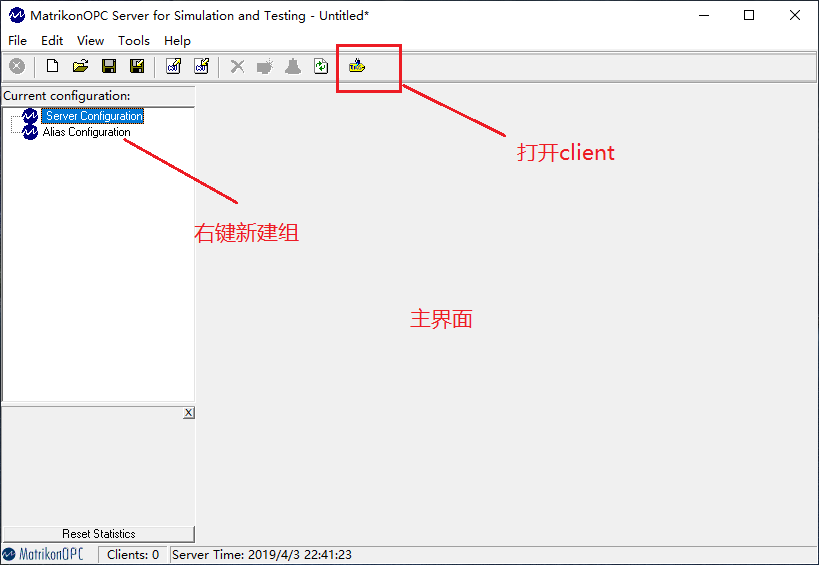 MatrikonOPC Server for Simulation and Testing - Untitled*
File Edit View Tools Help
Current configuration:
Server Configuration
Alias Configuration
打开client
右键新建组
主界面
X
Reset Statistics
MatrikonOPC Clients: 0 Server Time: 2019/4/3 22:41:23